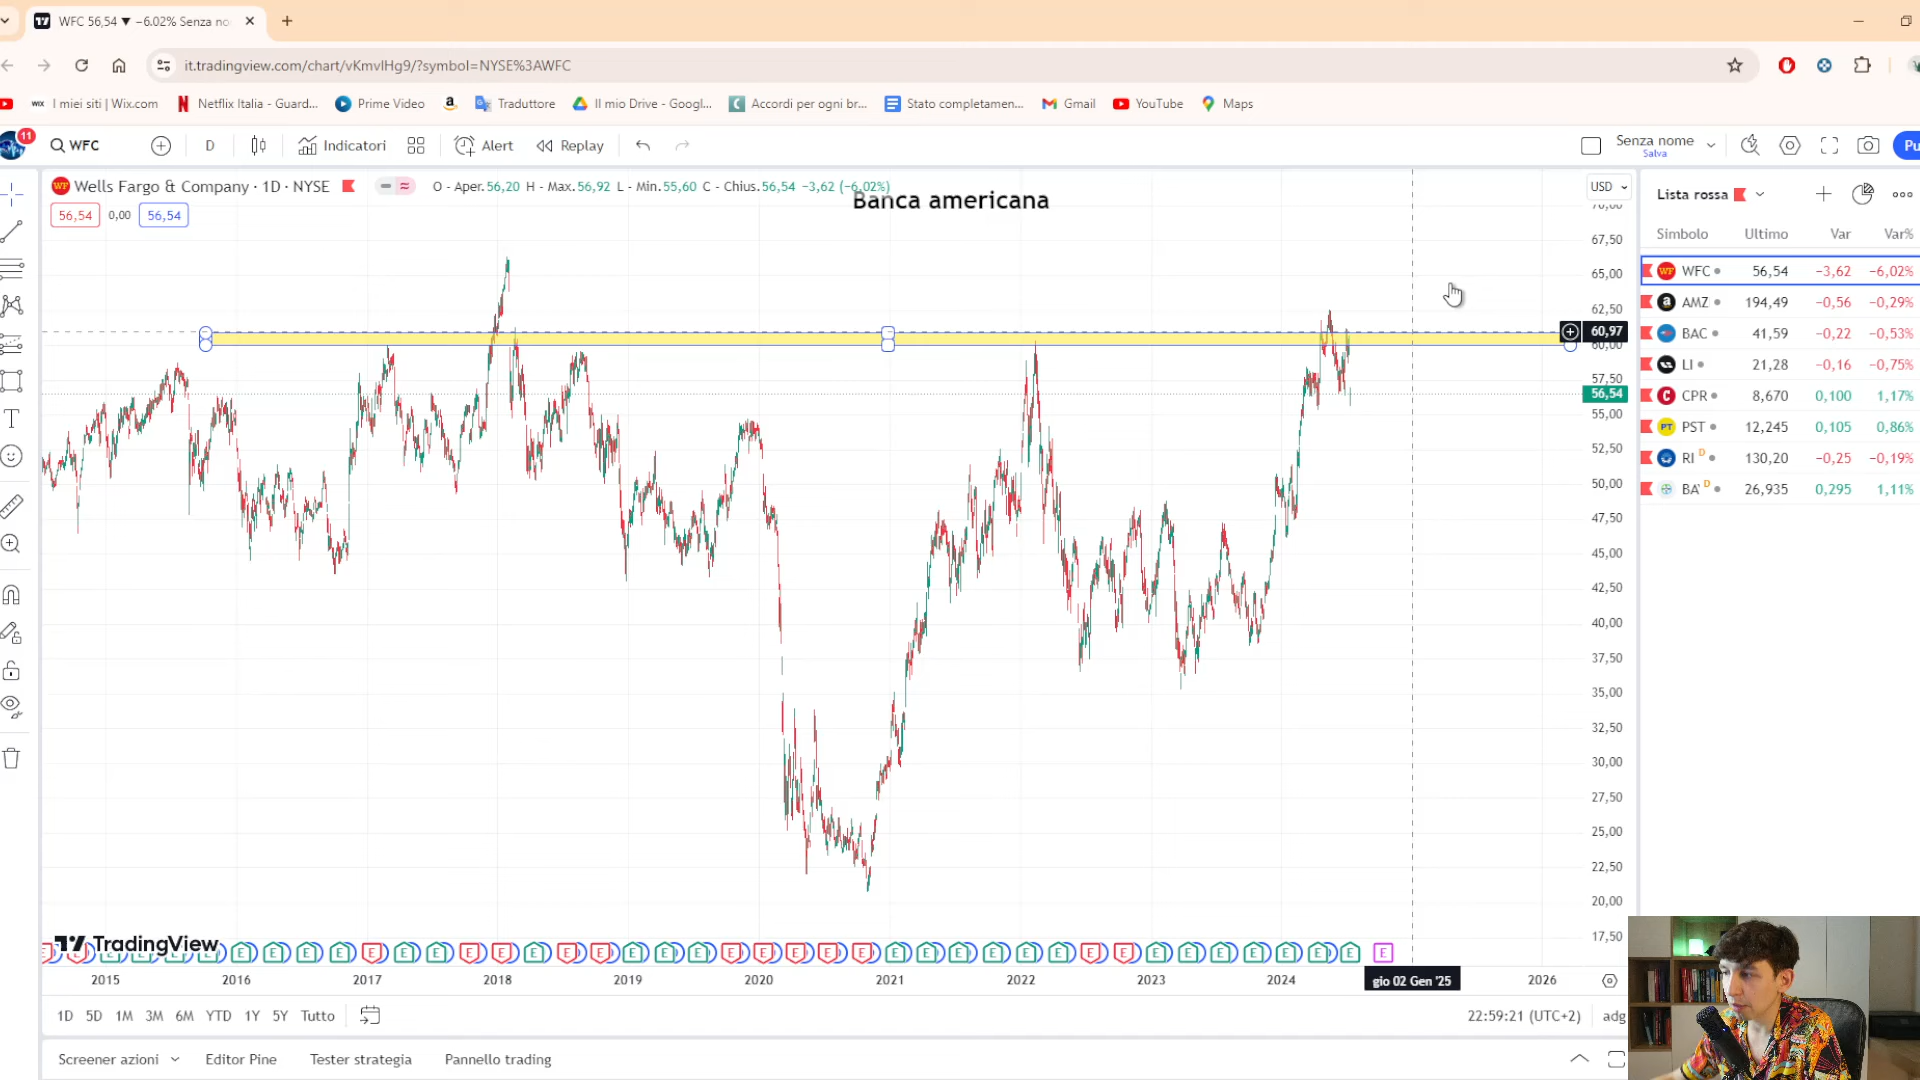 WFC 56,54 ▼ −6.02% Senza no
it.tradingview.com/chart/vKmvIHg9/?symbol=NYSE%3AWFC
I miei siti | Wix.com
Netflix Italia - Guard...
Prime Video
Traduttore
Il mio Drive - Googl...
Accordi per ogni br...
Stato completamen...
Gmail
YouTube
Maps
11
WFC
D
Indicatori
Alert
Replay
Senza nome
Salva
Pu
Wells Fargo & Company · 1D · NYSE
O - Aper.56,20 H - Max.56,92 L - Min.55,60 C - Chius.56,54 −3,62 (−6,02%)
Banca americana
56,54
0,00
56,54
USD
70,00
67,50
65,00
62,50
60,97
60,00
57,50
56,54
55,00
52,50
50,00
47,50
45,00
42,50
40,00
37,50
35,00
32,50
30,00
27,50
25,00
22,50
20,00
17,50
Lista rossa
Simbolo Ultimo Var Var%
WFC 56,54 −3,62 −6,02%
AMZ 194,49 −0,56 −0,29%
BAC 41,59 −0,22 −0,53%
LI 21,28 −0,16 −0,75%
CPR 8,670 0,100 1,17%
PST 12,245 0,105 0,86%
RI D 130,20 −0,25 −0,19%
BA D 26,935 0,295 1,11%
TradingView
2015 2016 2017 2018 2019 2020 2021 2022 2023 2024 gio 02 Gen '25 2026
1D 5D 1M 3M 6M YTD 1Y 5Y Tutto
22:59:21 (UTC+2)
adg
Screener azioni
Editor Pine
Tester strategia
Pannello trading